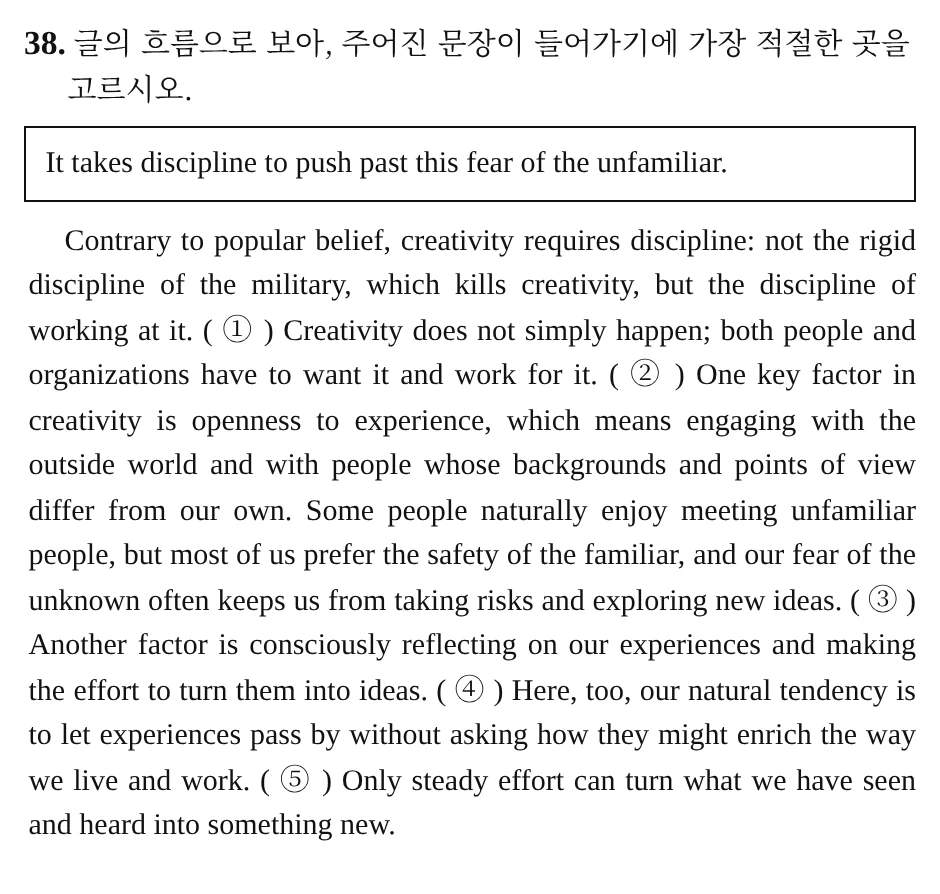 38. 글의 흐름으로 보아, 주어진 문장이 들어가기에 가장 적절한 곳을
고르시오.
It takes discipline to push past this fear of the unfamiliar.
Contrary to popular belief, creativity requires discipline: not the rigid
discipline of the military, which kills creativity, but the discipline of
working at it. ( ① ) Creativity does not simply happen; both people and
organizations have to want it and work for it. ( ② ) One key factor in
creativity is openness to experience, which means engaging with the
outside world and with people whose backgrounds and points of view
differ from our own. Some people naturally enjoy meeting unfamiliar
people, but most of us prefer the safety of the familiar, and our fear of the
unknown often keeps us from taking risks and exploring new ideas. ( ③ )
Another factor is consciously reflecting on our experiences and making
the effort to turn them into ideas. ( ④ ) Here, too, our natural tendency is
to let experiences pass by without asking how they might enrich the way
we live and work. ( ⑤ ) Only steady effort can turn what we have seen
and heard into something new.